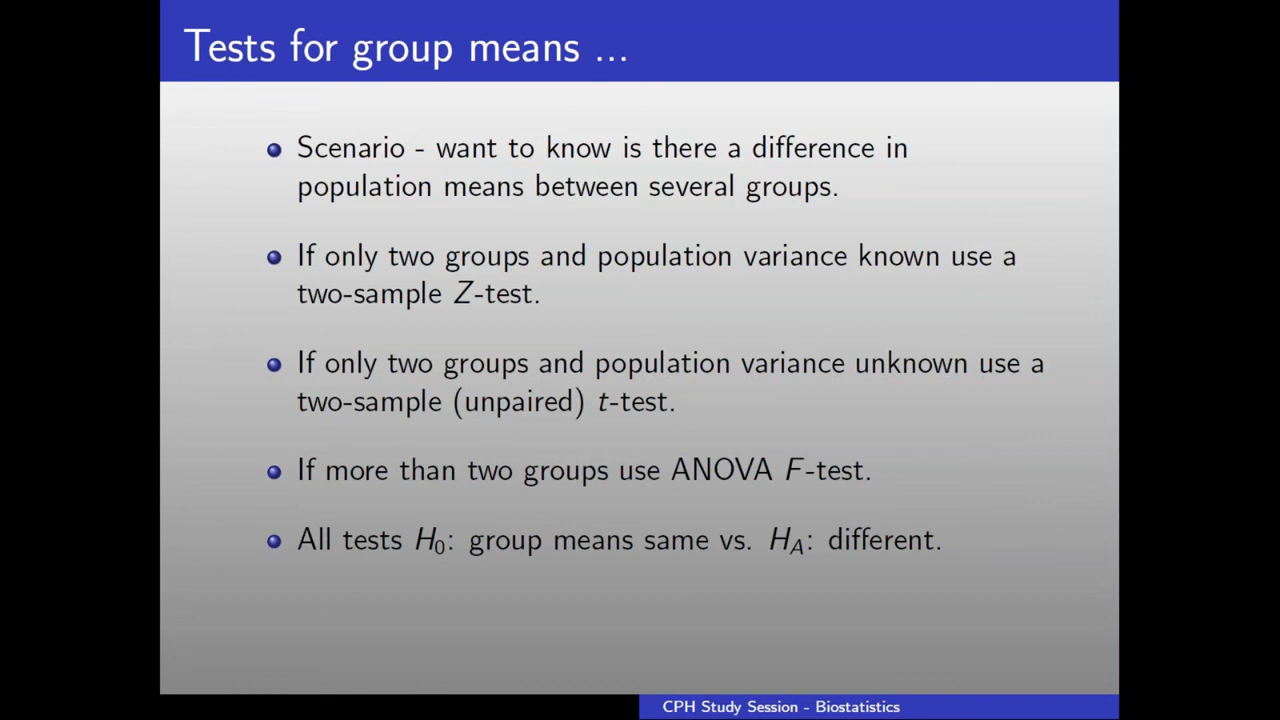 Tests for group means ...
Scenario - want to know is there a difference in
population means between several groups.
If only two groups and population variance known use a
two-sample Z-test.
If only two groups and population variance unknown use a
two-sample (unpaired) t-test.
If more than two groups use ANOVA F-test.
All tests H₀: group means same vs. H_A: different.
CPH Study Session - Biostatistics